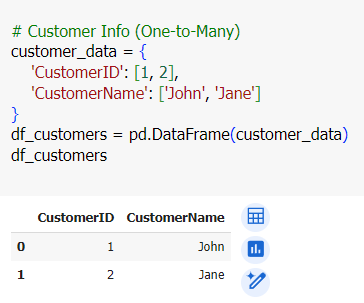 # Customer Info (One-to-Many)
customer_data = {
    'CustomerID': [1, 2],
    'CustomerName': ['John', 'Jane']
}
df_customers = pd.DataFrame(customer_data)
df_customers
CustomerID CustomerName
0 1 John
1 2 Jane